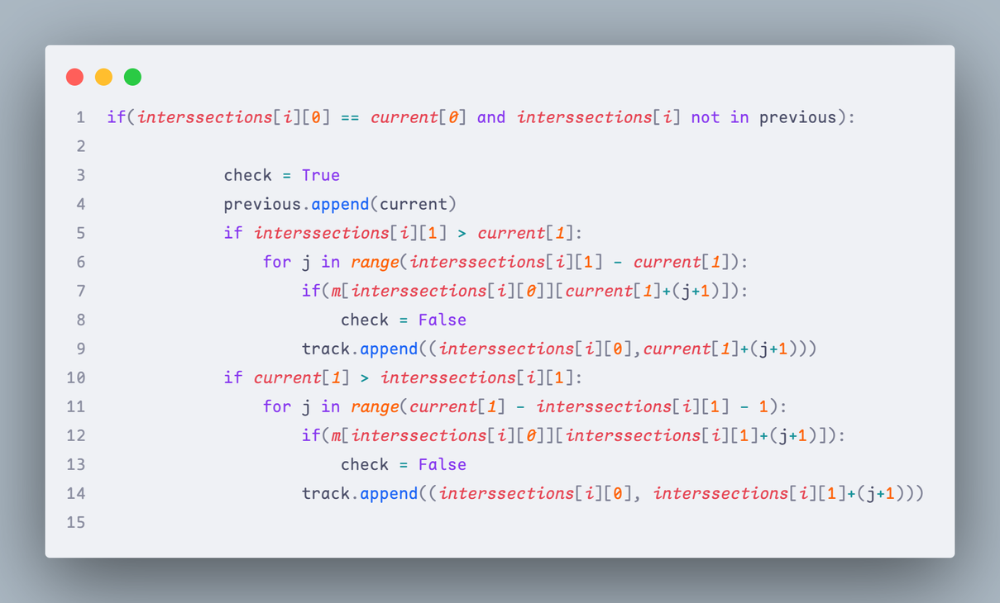 1 if(interssections[i][0] == current[0] and interssections[i] not in previous):
2
3             check = True
4             previous.append(current)
5             if interssections[i][1] > current[1]:
6                 for j in range(interssections[i][1] - current[1]):
7                     if(m[interssections[i][0]][current[1]+(j+1)]):
8                         check = False
9                     track.append((interssections[i][0],current[1]+(j+1)))
10             if current[1] > interssections[i][1]:
11                 for j in range(current[1] - interssections[i][1] - 1):
12                     if(m[interssections[i][0]][interssections[i][1]+(j+1)]):
13                         check = False
14                     track.append((interssections[i][0], interssections[i][1]+(j+1)))
15